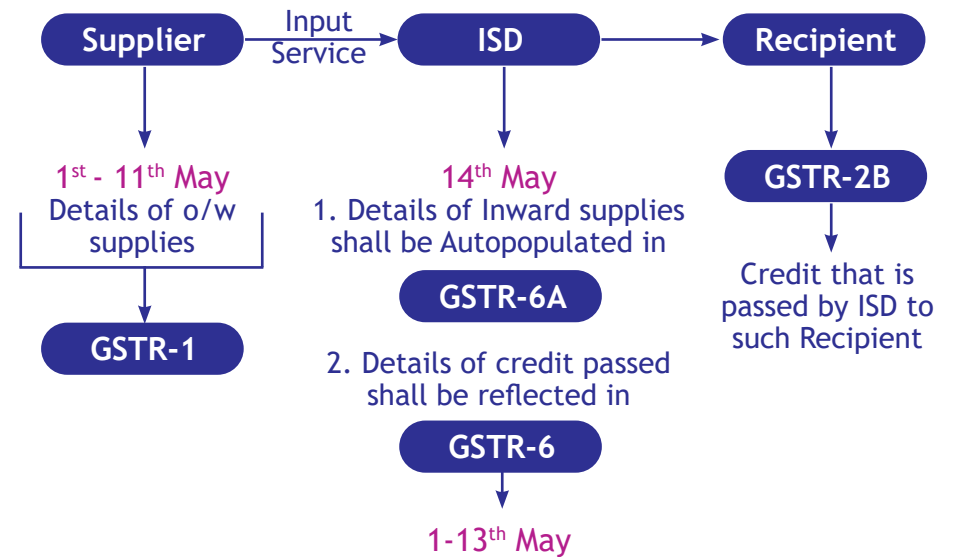 Supplier
Input
Service
ISD
Recipient
1st - 11th May
Details of o/w
supplies
GSTR-1
14th May
1. Details of Inward supplies
shall be Autopopulated in
GSTR-6A
2. Details of credit passed
shall be reflected in
GSTR-6
1-13th May
GSTR-2B
Credit that is
passed by ISD to
such Recipient